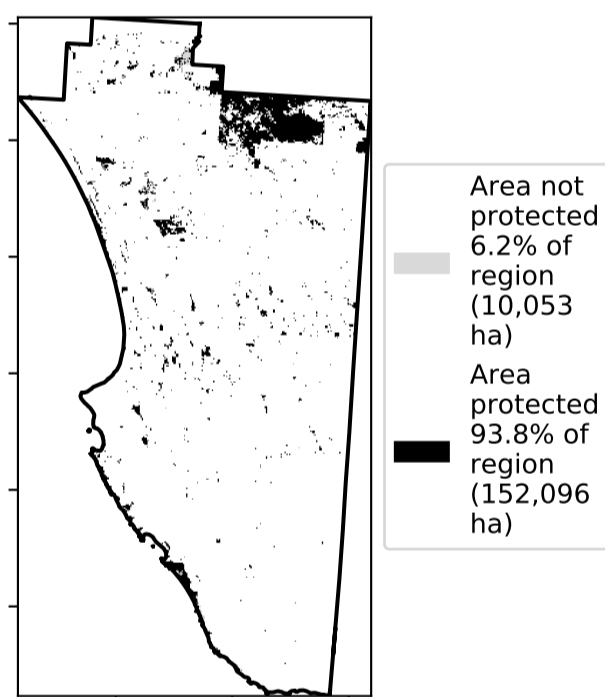 Area not
protected
6.2% of
region
(10,053
ha)
Area
protected
93.8% of
region
(152,096
ha)